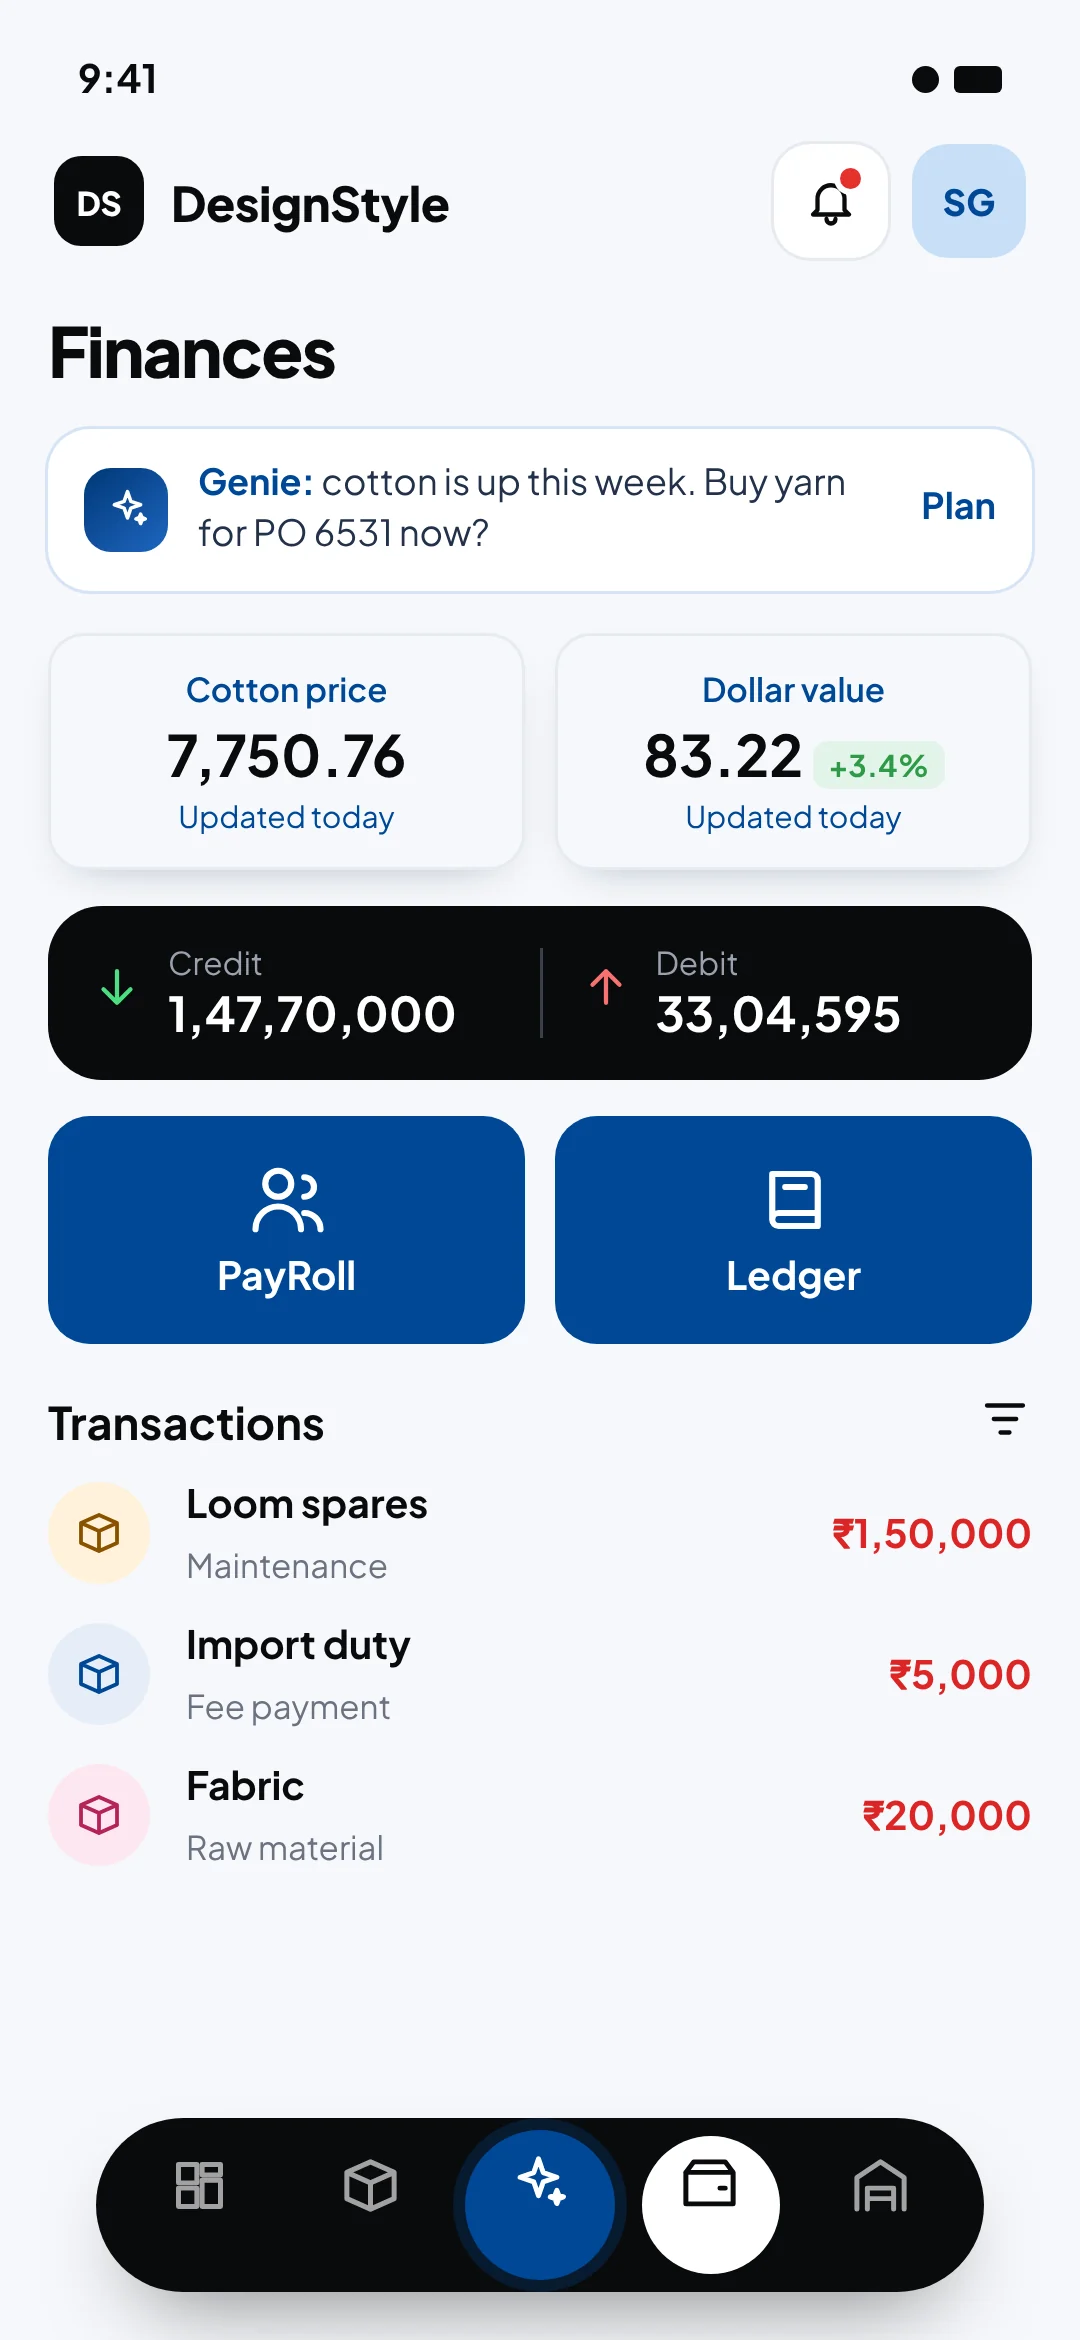 9:41
DS DesignStyle SG
Finances
Genie: cotton is up this week. Buy yarn
for PO 6531 now?
Plan
Cotton price
7,750.76
Updated today
Dollar value
83.22 +3.4%
Updated today
Credit
1,47,70,000
Debit
33,04,595
PayRoll
Ledger
Transactions
Loom spares
Maintenance
₹1,50,000
Import duty
Fee payment
₹5,000
Fabric
Raw material
₹20,000